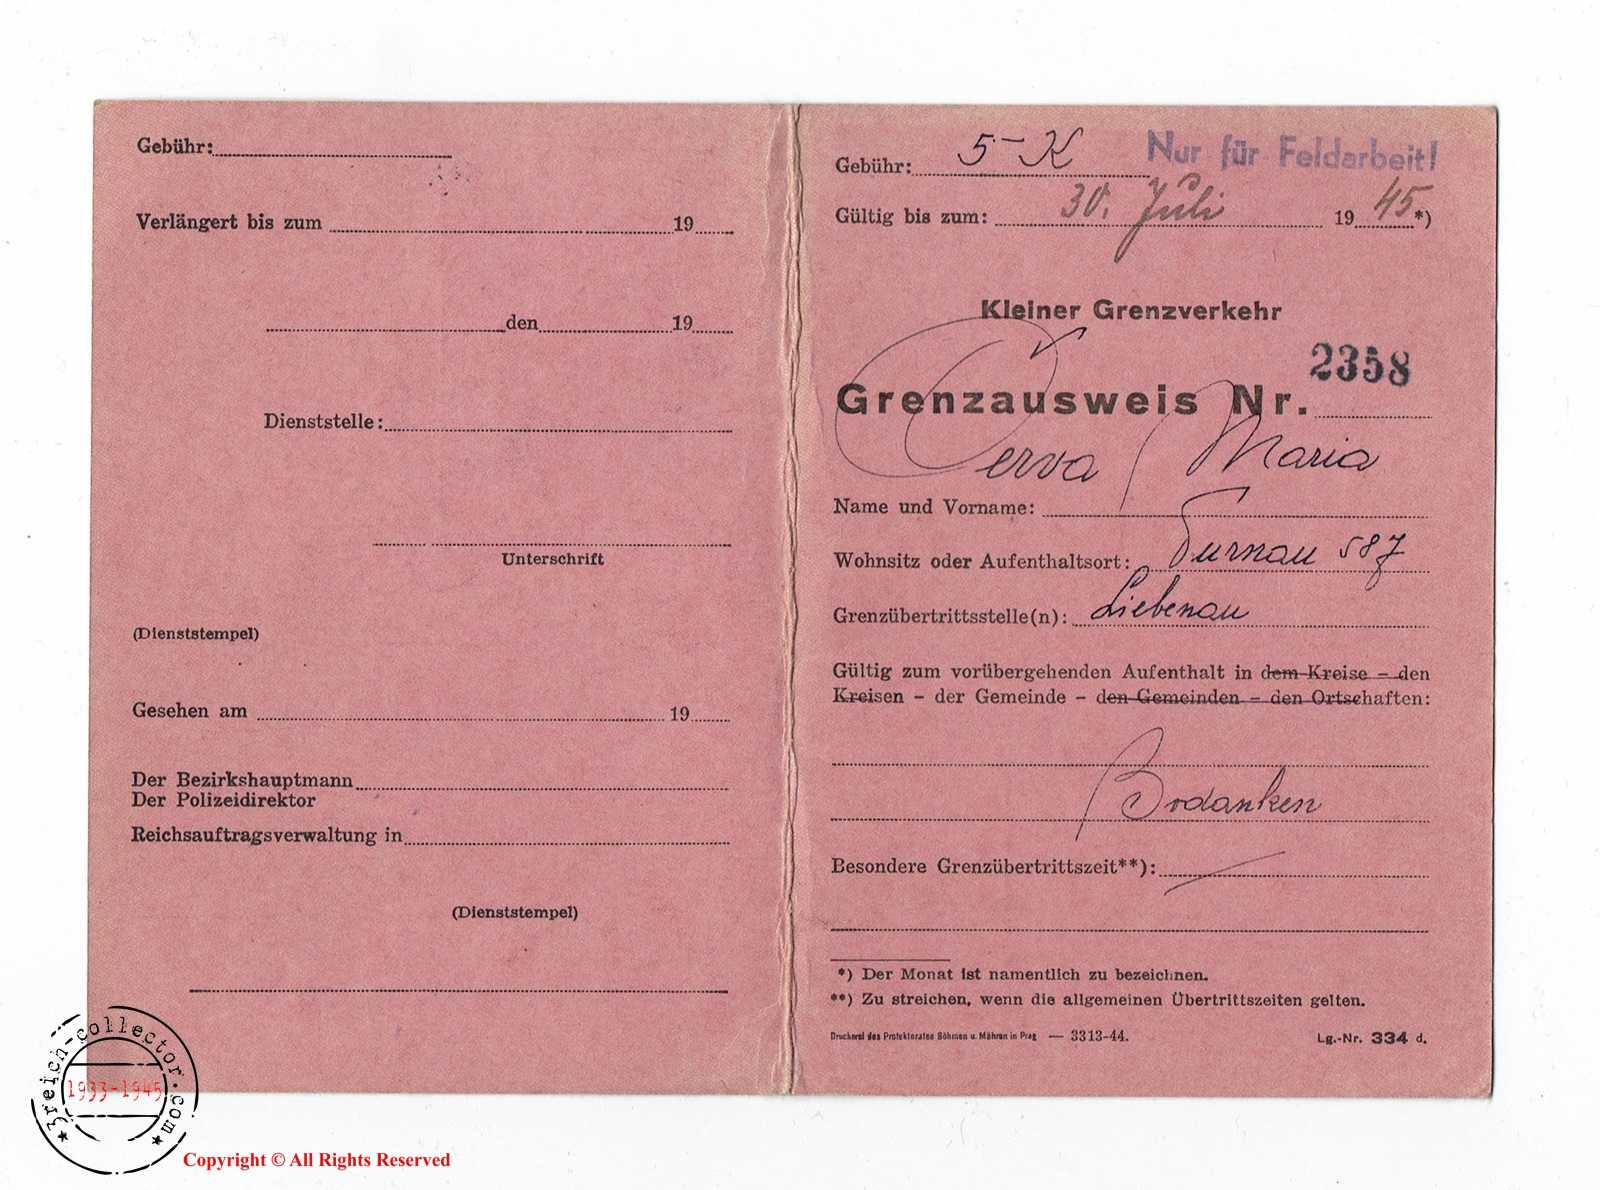 Gebühr:
Verlängert bis zum 19
den 19
Dienststelle:
Unterschrift
(Dienststempel)
Gesehen am 19
Der Bezirkshauptmann
Der Polizeidirektor
Reichsauftragsverwaltung in
(Dienststempel)
Gebühr: 5-K Nur für Feldarbeit!
Gültig bis zum: 30. Juli 19 45 *)
Kleiner Grenzverkehr
Grenzausweis Nr. 2358
Červa Maria
Name und Vorname:
Wohnsitz oder Aufenthaltsort: Turnau 587
Grenzübertrittsstelle(n): Liebenau
Gültig zum vorübergehenden Aufenthalt in dem Kreise – den
Kreisen – der Gemeinde – den Gemeinden – den Ortschaften:
Bodanken
Besondere Grenzübertrittszeit**):
*) Der Monat ist namentlich zu bezeichnen.
**) Zu streichen, wenn die allgemeinen Übertrittszeiten gelten.
Druckerei des Protektorates Böhmen u. Mähren in Prag — 3313-44. Lg.-Nr. 334 d.
3reich-collector.com
1933-1945
Copyright © All Rights Reserved